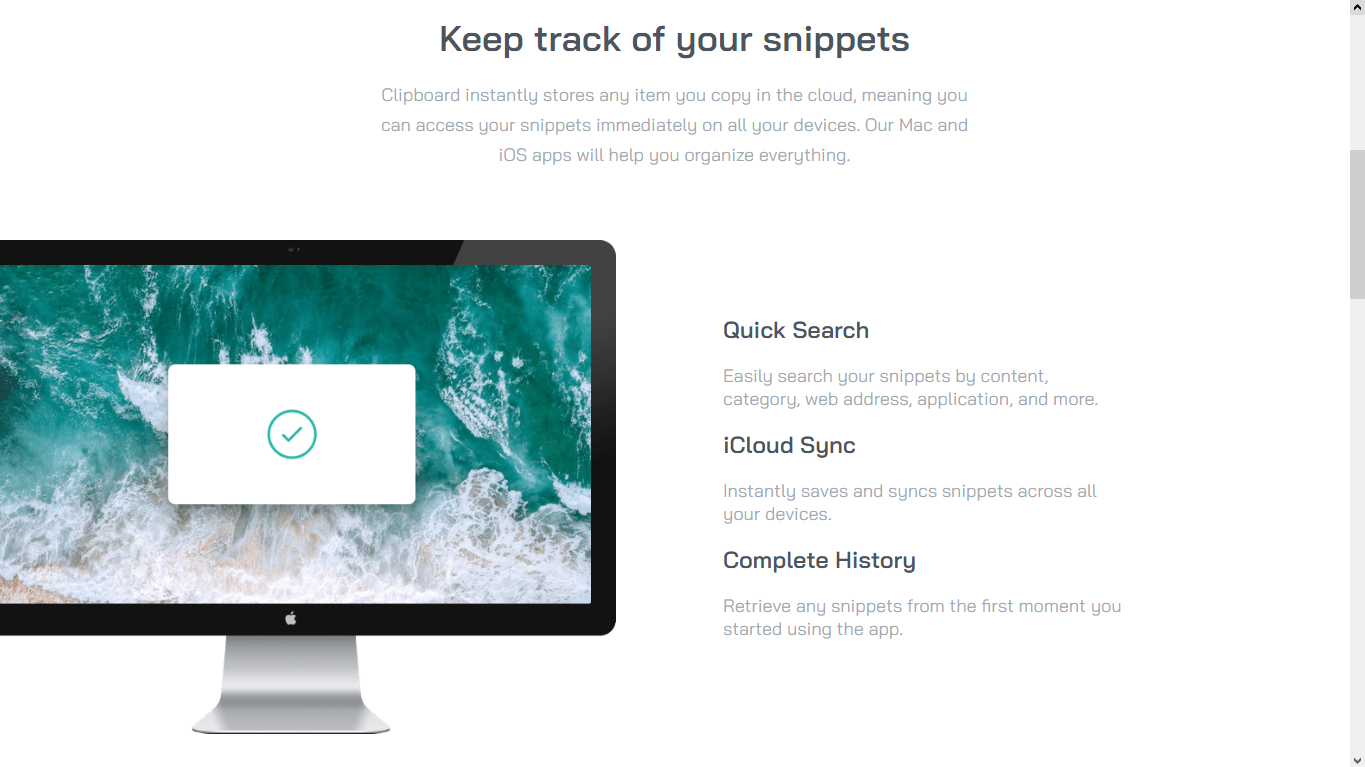 Keep track of your snippets
Clipboard instantly stores any item you copy in the cloud, meaning you
can access your snippets immediately on all your devices. Our Mac and
iOS apps will help you organize everything.
Quick Search
Easily search your snippets by content,
category, web address, application, and more.
iCloud Sync
Instantly saves and syncs snippets across all
your devices.
Complete History
Retrieve any snippets from the first moment you
started using the app.